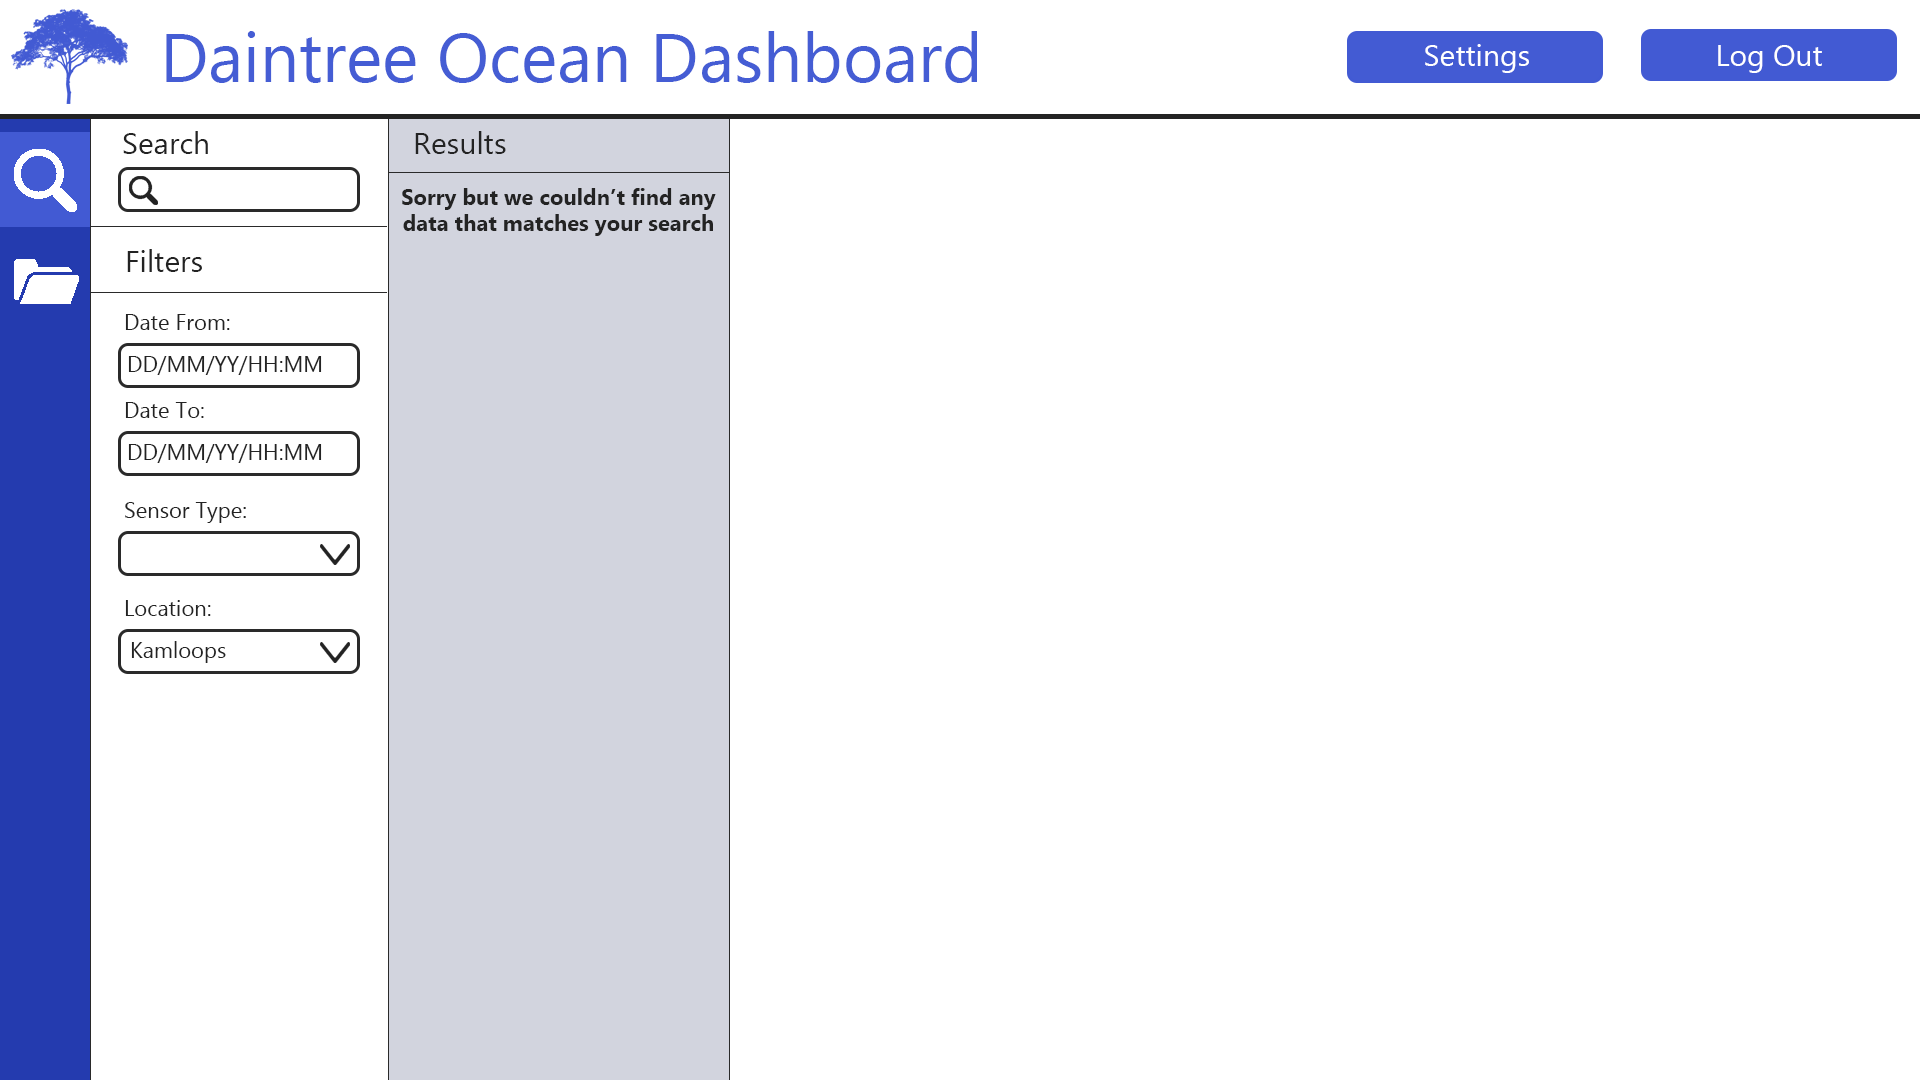 Daintree Ocean Dashboard
Settings
Log Out
Search
Filters
Date From:
DD/MM/YY/HH:MM
Date To:
DD/MM/YY/HH:MM
Sensor Type:
Location:
Kamloops
Results
Sorry but we couldn’t find any
data that matches your search